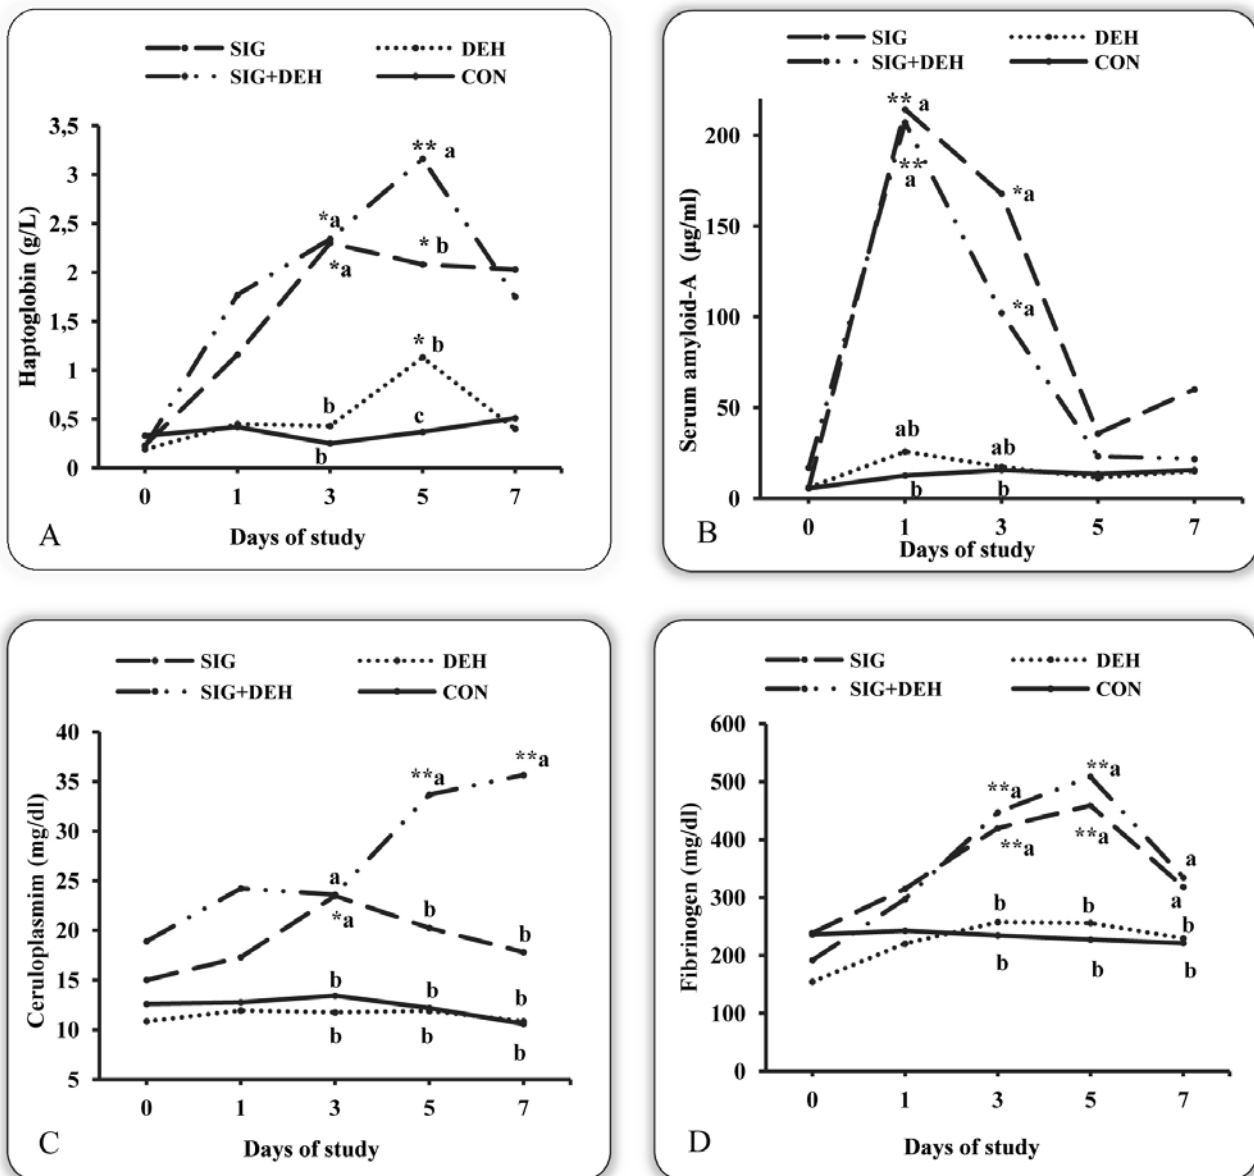 SIG DEH
SIG+DEH CON
3,5
3
2,5
2
1,5
1
0,5
0
Haptoglobin (g/L)
** a
*a
* b
*a
* b
b
c
b
0 1 3 5 7
Days of study
A
SIG DEH
SIG+DEH CON
200
150
100
50
0
Serum amyloid-A (µg/ml)
** a
**
a
*a
*a
ab ab
b b
0 1 3 5 7
Days of study
B
SIG DEH
SIG+DEH CON
40
35
30
25
20
15
10
5
Ceruloplasmim (mg/dl)
**a
**a
a
*a
b
b
b b b
b b b
0 1 3 5 7
Days of study
C
SIG DEH
SIG+DEH CON
600
500
400
300
200
100
0
Fibrinogen (mg/dl)
**a
**a
**a
**a
a
a
b b b
b b b
0 1 3 5 7
Days of study
D